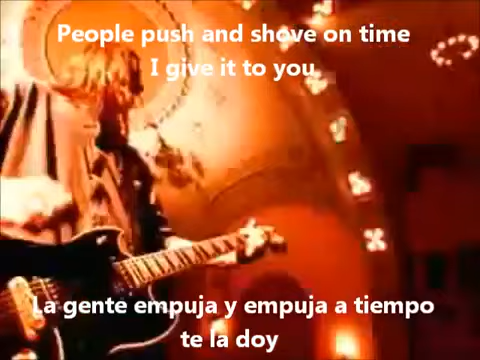 People push and shove on time
I give it to you
La gente empuja y empuja a tiempo
te la doy